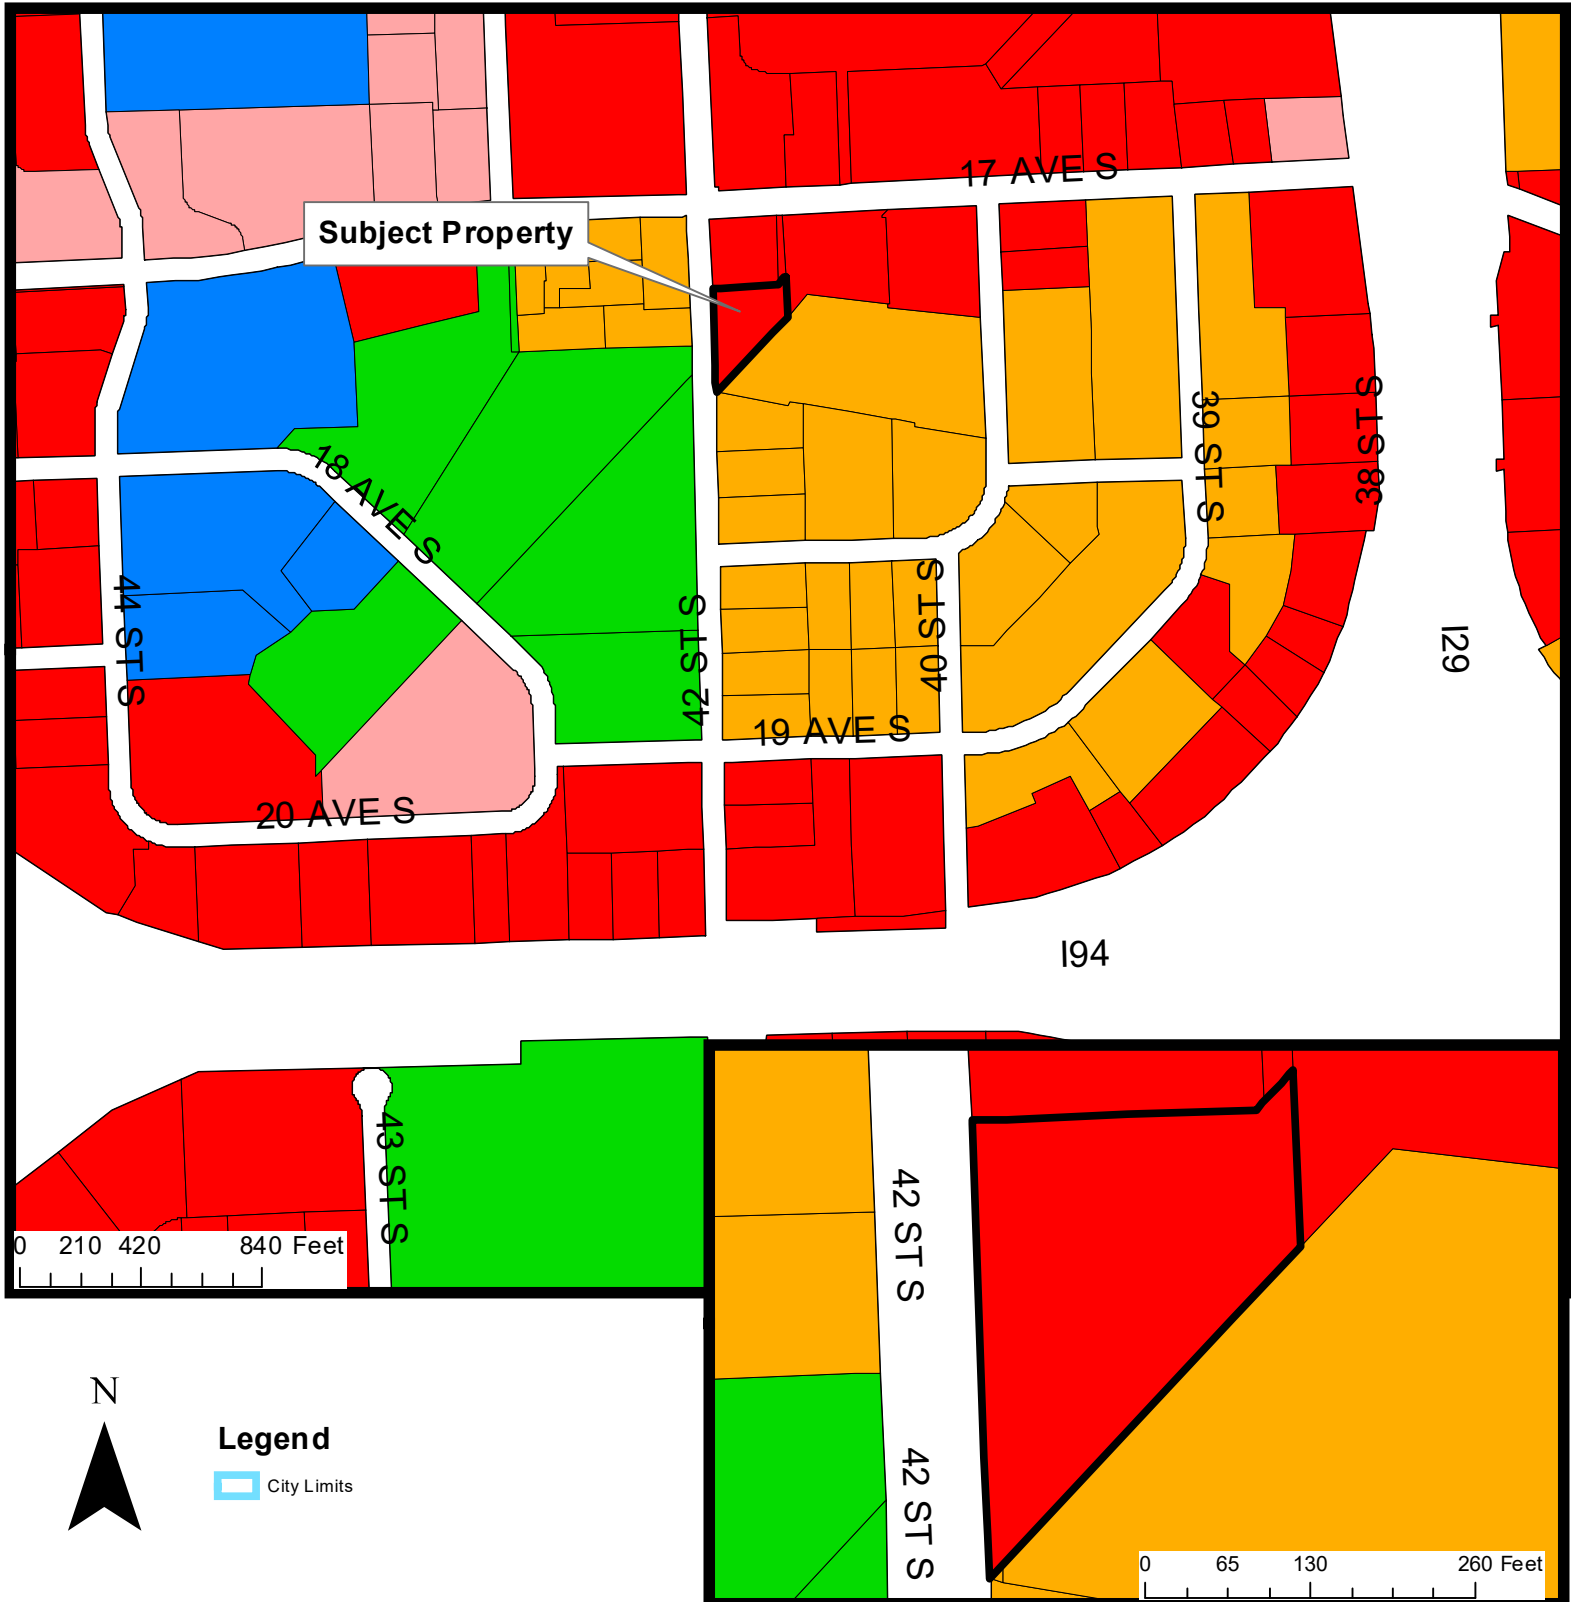 17 AVE S
Subject Property
18 AVE S
39 ST S
38 ST S
44 ST S
42 ST S
40 ST S
I29
19 AVE S
20 AVE S
I94
43 ST S
0 210 420 840 Feet
42 ST S
42 ST S
0 65 130 260 Feet
N
Legend
City Limits